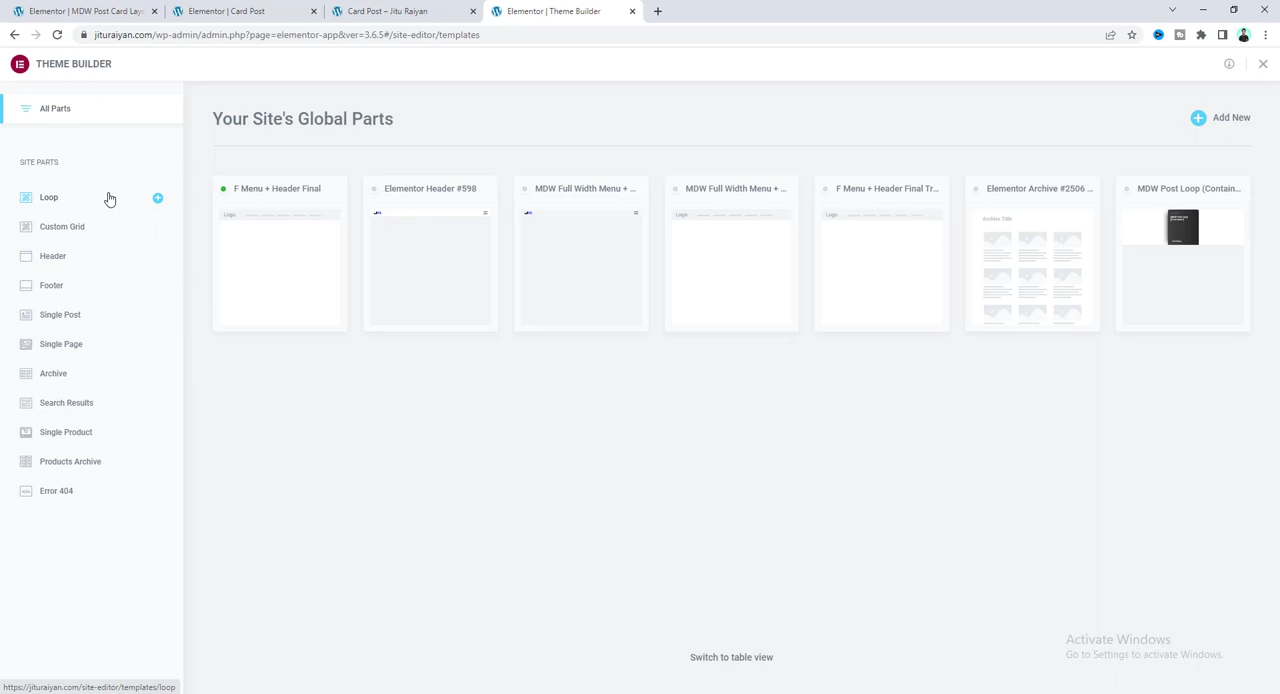 Elementor | MDW Post Card Layo
Elementor | Card Post
Card Post – Jitu Raiyan
Elementor | Theme Builder
jituraiyan.com/wp-admin/admin.php?page=elementor-app&ver=3.6.5#/site-editor/templates
THEME BUILDER
All Parts
SITE PARTS
Loop
Custom Grid
Header
Footer
Single Post
Single Page
Archive
Search Results
Single Product
Products Archive
Error 404
Your Site's Global Parts
Add New
F Menu + Header Final
Elementor Header #598
MDW Full Width Menu + ...
MDW Full Width Menu + ...
F Menu + Header Final Tr...
Elementor Archive #2506 ...
MDW Post Loop (Contain...
Logo
Logo
Logo
Archive Title
Switch to table view
Activate Windows
Go to Settings to activate Windows.
https://jituraiyan.com/site-editor/templates/loop